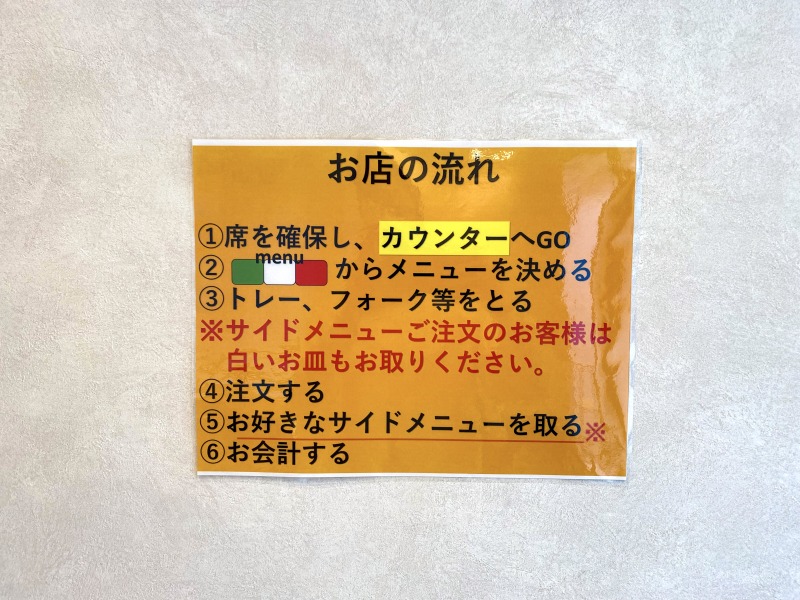 お店の流れ
①席を確保し、カウンターへGO
menu
② からメニューを決める
③トレー、フォーク等をとる
※サイドメニューご注文のお客様は
白いお皿もお取りください。
④注文する
⑤お好きなサイドメニューを取る※
⑥お会計する